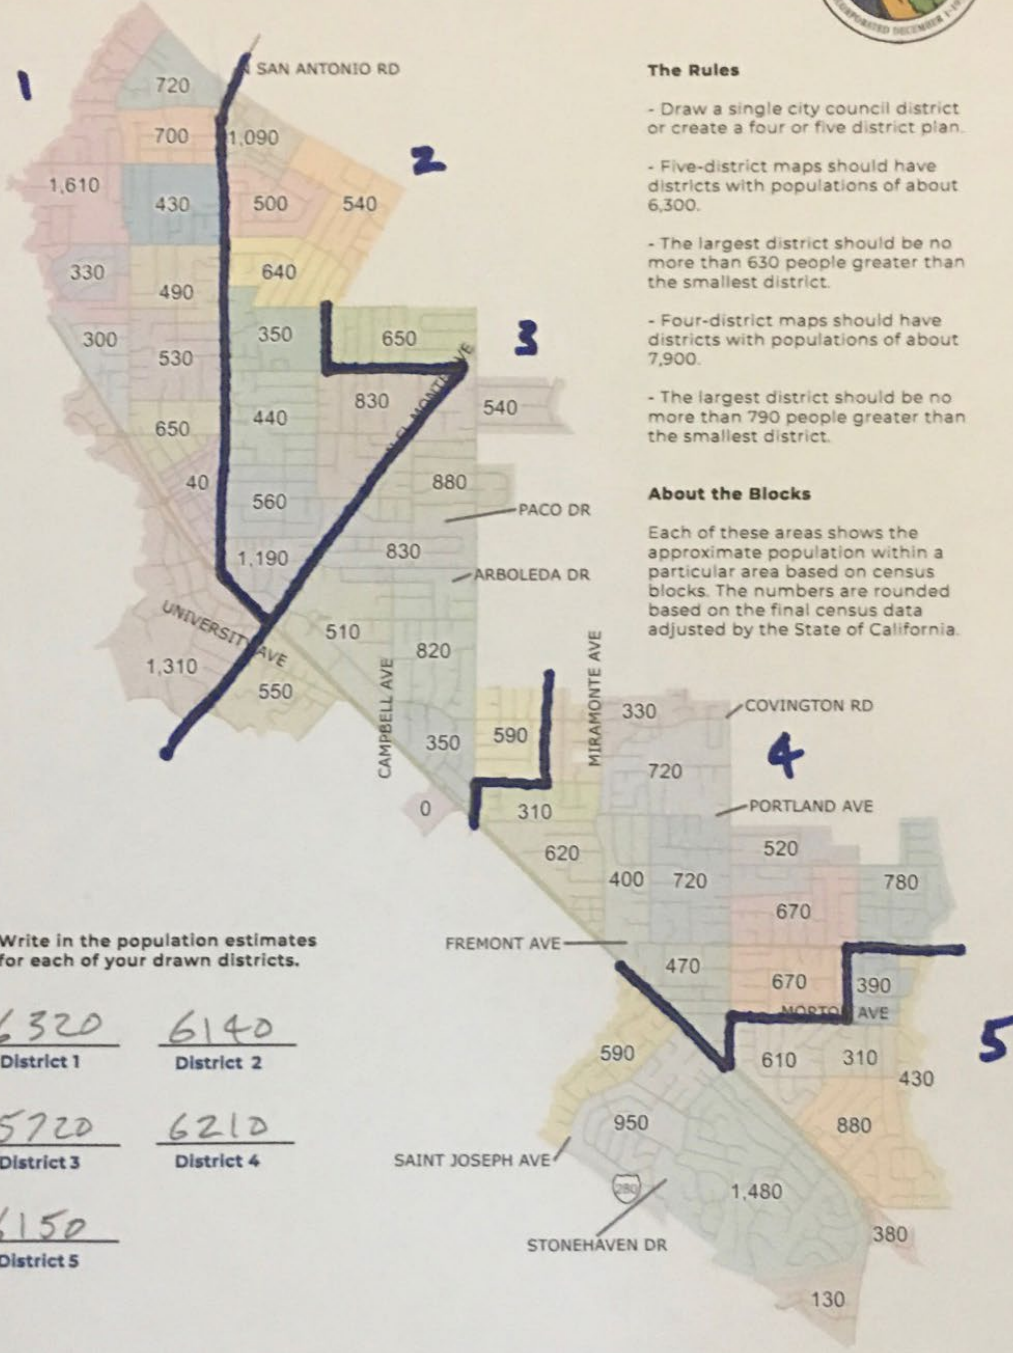 INCORPORATED DECEMBER 1, 19
1
SAN ANTONIO RD
720
700
1,090
2
1,610
430
500
540
330
490
640
300
530
350
650
3
830
540
650
440
40
560
880
PACO DR
1,190
830
ARBOLEDA DR
UNIVERSITY AVE
510
820
1,310
550
CAMPBELL AVE
350
590
MIRAMONTE AVE
330
COVINGTON RD
720
4
0
310
PORTLAND AVE
620
520
400
720
780
670
FREMONT AVE
470
670
390
MORTON AVE
5
590
610
310
430
950
880
SAINT JOSEPH AVE
280
1,480
STONEHAVEN DR
380
130
The Rules
- Draw a single city council district
or create a four or five district plan.
- Five-district maps should have
districts with populations of about
6,300.
- The largest district should be no
more than 630 people greater than
the smallest district.
- Four-district maps should have
districts with populations of about
7,900.
- The largest district should be no
more than 790 people greater than
the smallest district.
About the Blocks
Each of these areas shows the
approximate population within a
particular area based on census
blocks. The numbers are rounded
based on the final census data
adjusted by the State of California.
Write in the population estimates
for each of your drawn districts.
6320 6140
District 1 District 2
5720 6210
District 3 District 4
6150
District 5